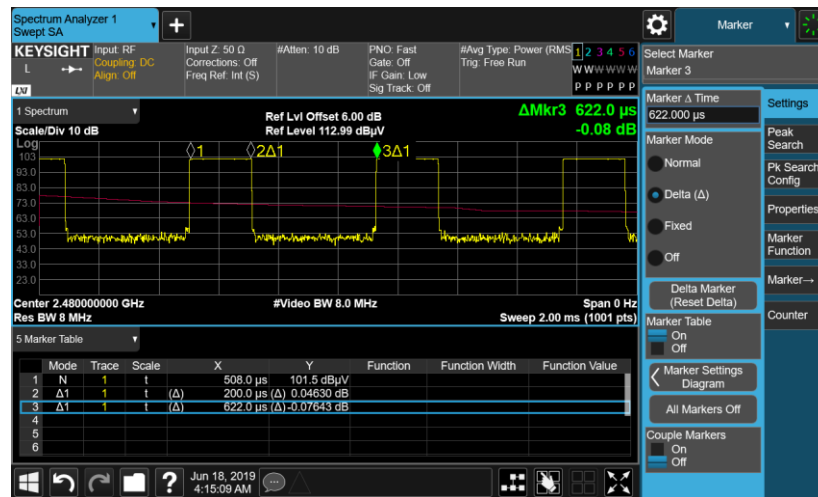 Spectrum Analyzer 1
Swept SA
+
Marker
KEYSIGHT
L
LXI
Input: RF
Coupling: DC
Align: Off
Input Z: 50 Ω
Corrections: Off
Freq Ref: Int (S)
#Atten: 10 dB
PNO: Fast
Gate: Off
IF Gain: Low
Sig Track: Off
#Avg Type: Power (RMS
Trig: Free Run
1 2 3 4 5 6
W W W W W W
P P P P P P
Select Marker
Marker 3
1 Spectrum
Scale/Div 10 dB
Ref Lvl Offset 6.00 dB
Ref Level 112.99 dBµV
ΔMkr3 622.0 µs
-0.08 dB
Log
103
93.0
83.0
73.0
63.0
53.0
43.0
33.0
23.0
1
2Δ1
3Δ1
Center 2.480000000 GHz
Res BW 8 MHz
#Video BW 8.0 MHz
Span 0 Hz
Sweep 2.00 ms (1001 pts)
5 Marker Table
Mode Trace Scale X Y Function Function Width Function Value
1 N 1 t 508.0 µs 101.5 dBµV
2 Δ1 1 t (Δ) 200.0 µs (Δ) 0.04630 dB
3 Δ1 1 t (Δ) 622.0 µs (Δ) -0.07643 dB
4
5
6
?
Jun 18, 2019
4:15:09 AM
Marker Δ Time
622.000 µs
Marker Mode
Normal
Delta (Δ)
Fixed
Off
Delta Marker
(Reset Delta)
Marker Table
On
Off
Marker Settings
Diagram
All Markers Off
Couple Markers
On
Off
Settings
Peak
Search
Pk Search
Config
Properties
Marker
Function
Marker→
Counter